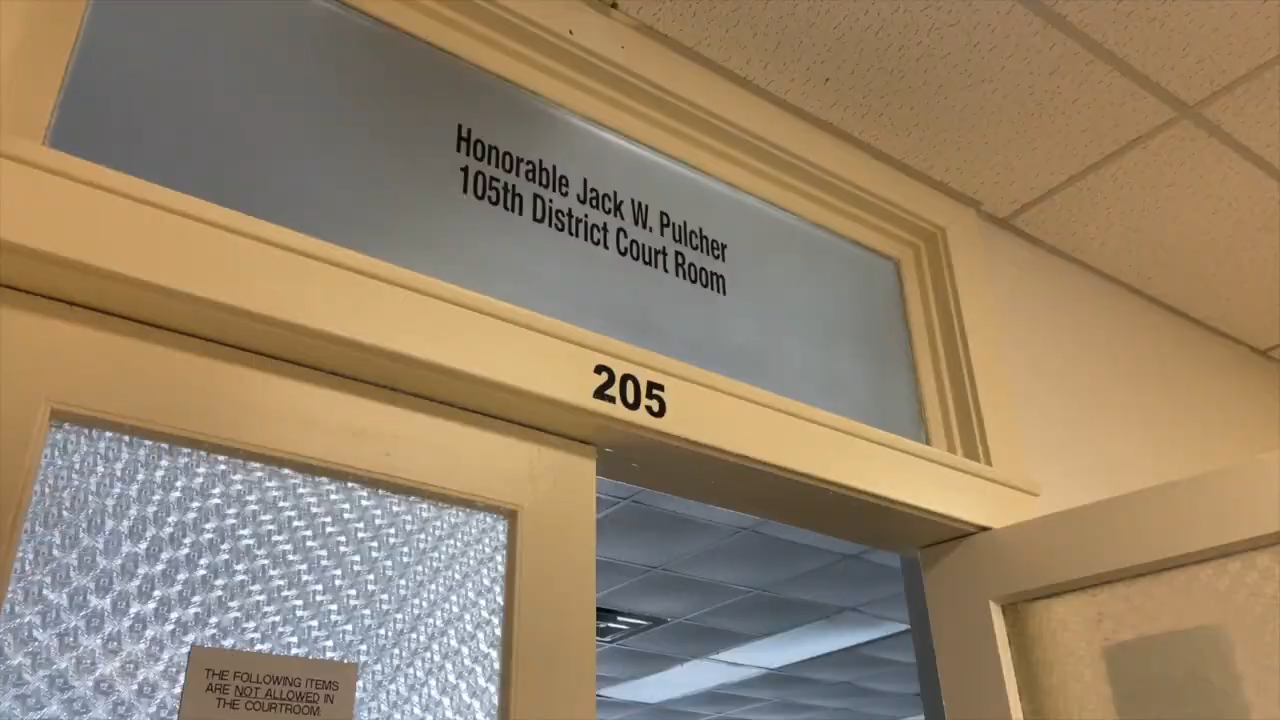 Honorable Jack W. Pulcher
105th District Court Room
205
THE FOLLOWING ITEMS
ARE NOT ALLOWED IN
THE COURTROOM: